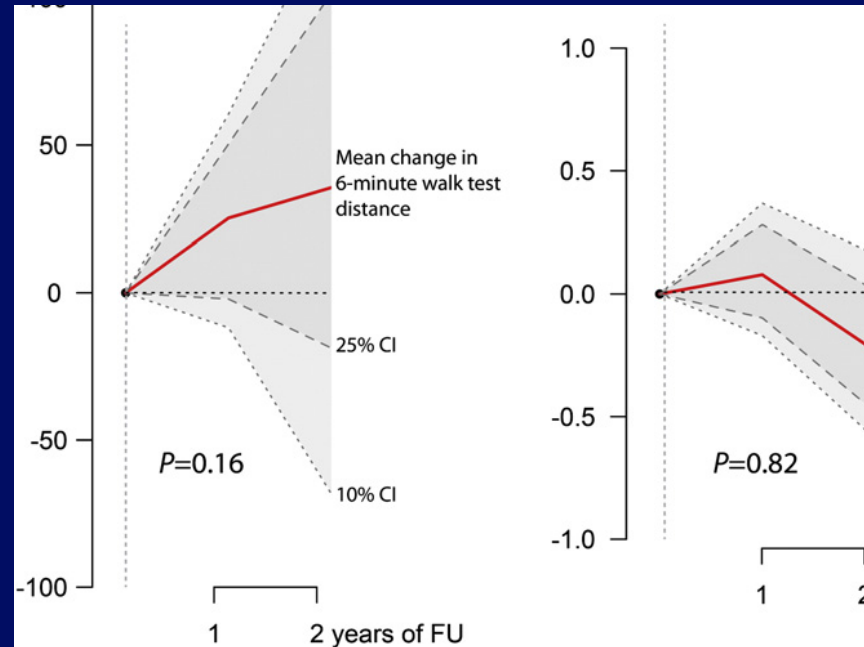 50
0
-50
-100
Mean change in
6-minute walk test
distance
25% CI
10% CI
P=0.16
1
2 years of FU
1.0
0.5
0.0
-0.5
-1.0
P=0.82
1
2